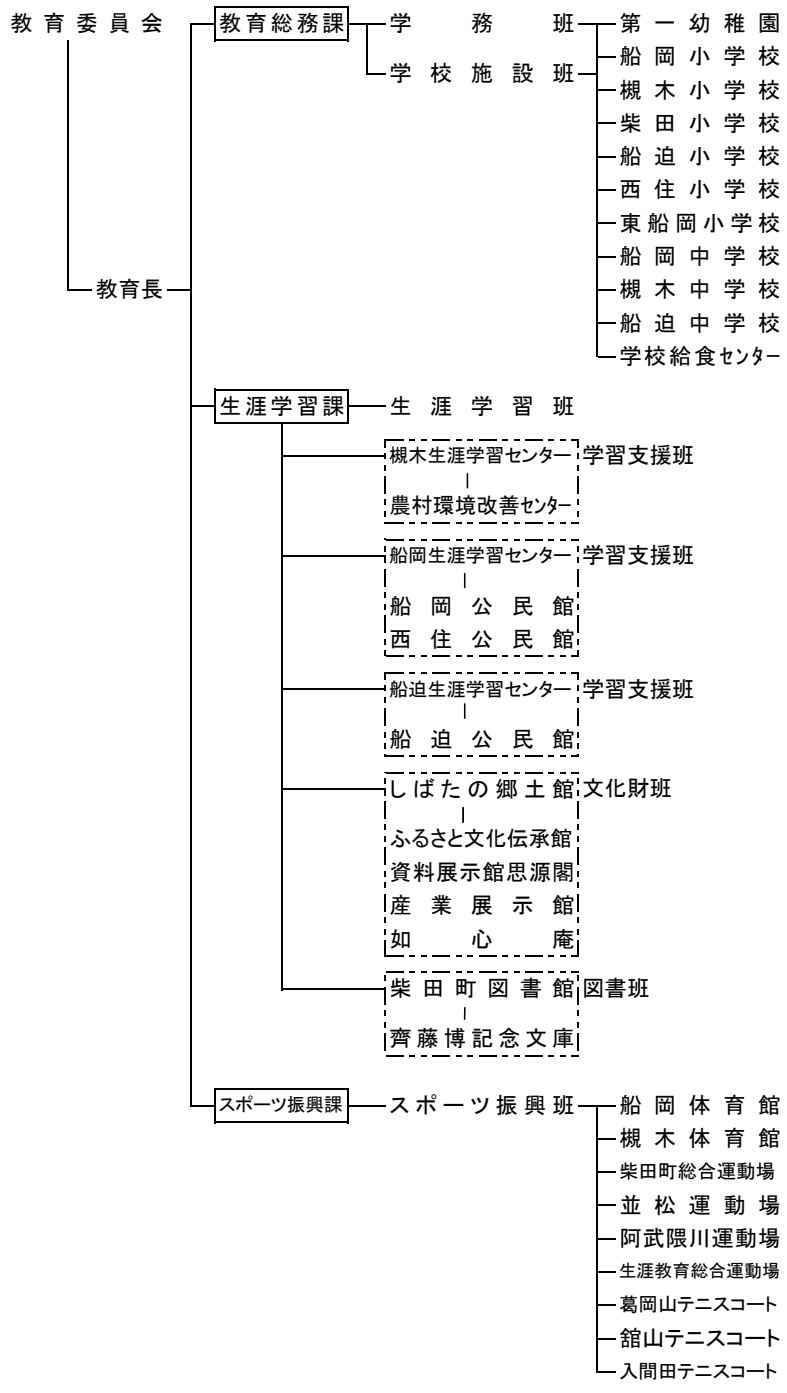 教育委員会 教育総務課 学務班 第一幼稚園
船岡小学校
学校施設班
槻木小学校
柴田小学校
船迫小学校
西住小学校
東船岡小学校
船岡中学校
教育長 槻木中学校
船迫中学校
学校給食センター
生涯学習課 生涯学習班
槻木生涯学習センター 学習支援班
農村環境改善センター
船岡生涯学習センター 学習支援班
船岡公民館
西住公民館
船迫生涯学習センター 学習支援班
船迫公民館
しばたの郷土館 文化財班
ふるさと文化伝承館
資料展示館思源閣
産業展示館
如心庵
柴田町図書館 図書班
齊藤博記念文庫
スポーツ振興課 スポーツ振興班 船岡体育館
槻木体育館
柴田町総合運動場
並松運動場
阿武隈川運動場
生涯教育総合運動場
葛岡山テニスコート
舘山テニスコート
入間田テニスコート